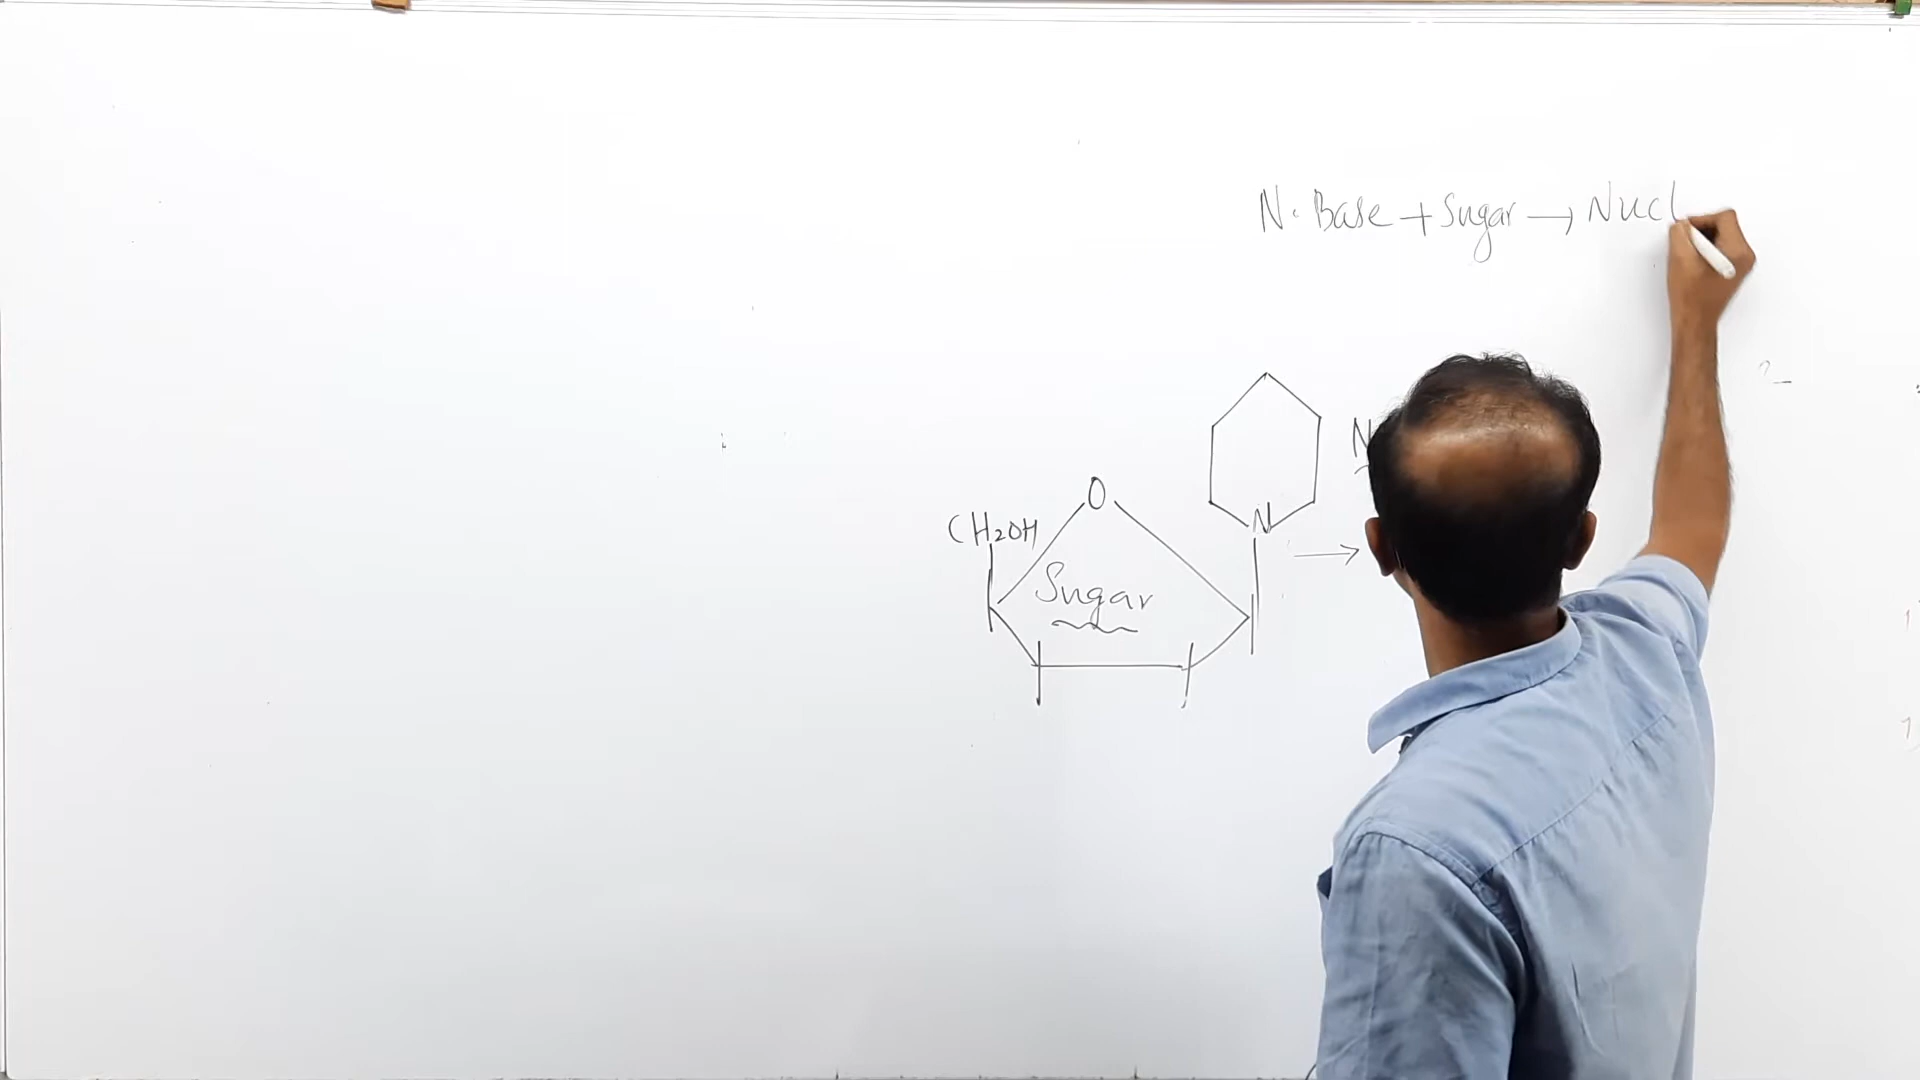 N. Base + Sugar → Nucl
N
O
CH2OH
N
→
Sugar